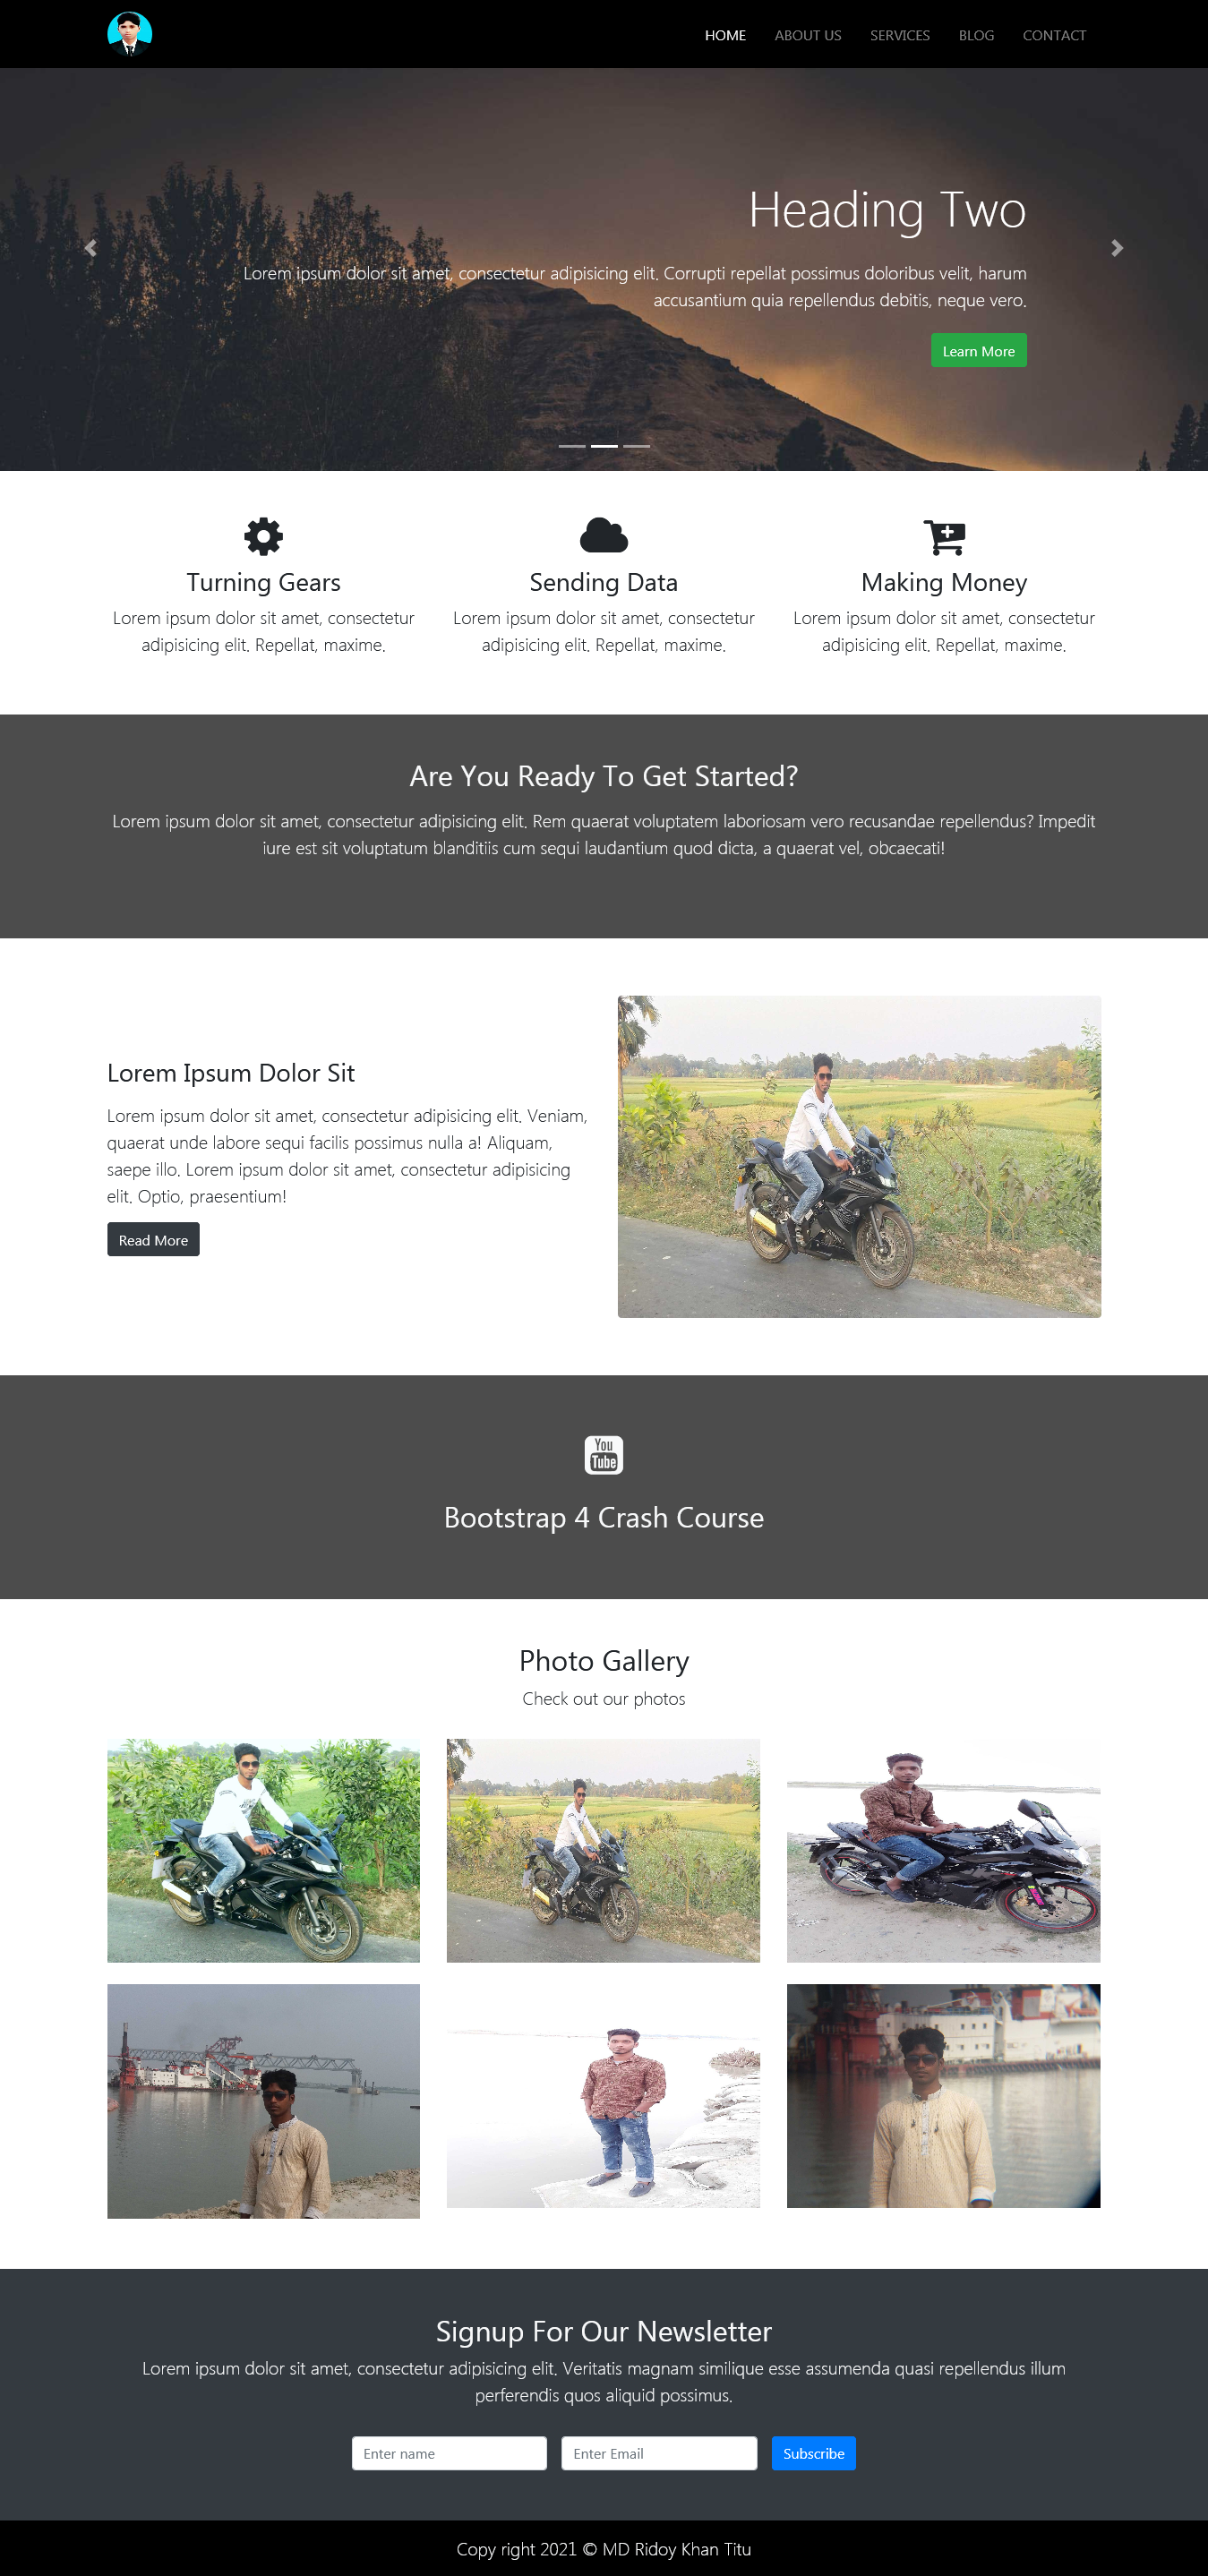 HOME ABOUT US SERVICES BLOG CONTACT
Heading Two
Lorem ipsum dolor sit amet, consectetur adipisicing elit. Corrupti repellat possimus doloribus velit, harum
accusantium quia repellendus debitis, neque vero.
Learn More
Turning Gears
Lorem ipsum dolor sit amet, consectetur
adipisicing elit. Repellat, maxime.
Sending Data
Lorem ipsum dolor sit amet, consectetur
adipisicing elit. Repellat, maxime.
Making Money
Lorem ipsum dolor sit amet, consectetur
adipisicing elit. Repellat, maxime.
Are You Ready To Get Started?
Lorem ipsum dolor sit amet, consectetur adipisicing elit. Rem quaerat voluptatem laboriosam vero recusandae repellendus? Impedit
iure est sit voluptatum blanditiis cum sequi laudantium quod dicta, a quaerat vel, obcaecati!
Lorem Ipsum Dolor Sit
Lorem ipsum dolor sit amet, consectetur adipisicing elit. Veniam,
quaerat unde labore sequi facilis possimus nulla a! Aliquam,
saepe illo. Lorem ipsum dolor sit amet, consectetur adipisicing
elit. Optio, praesentium!
Read More
You
Tube
Bootstrap 4 Crash Course
Photo Gallery
Check out our photos
Signup For Our Newsletter
Lorem ipsum dolor sit amet, consectetur adipisicing elit. Veritatis magnam similique esse assumenda quasi repellendus illum
perferendis quos aliquid possimus.
Enter name Enter Email Subscribe
Copy right 2021 © MD Ridoy Khan Titu